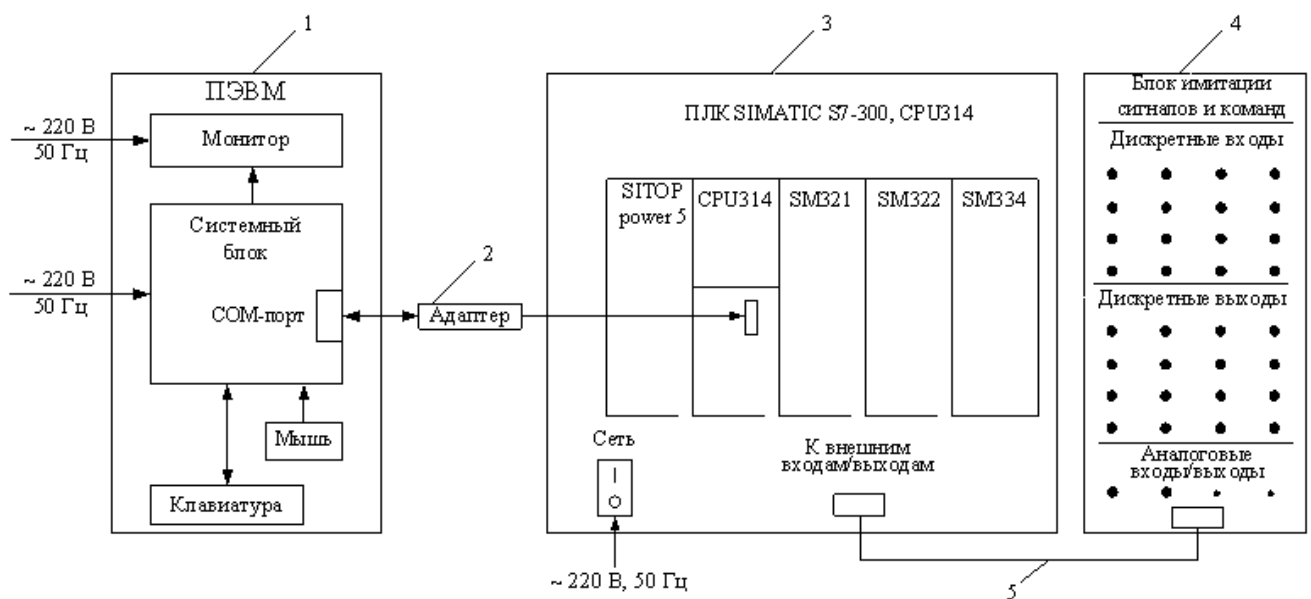 1
ПЭВМ
~ 220 В
50 Гц
Монитор
Системный
блок
~ 220 В
50 Гц
COM-порт
Мышь
Клавиатура
2
Адаптер
3
ПЛК SIMATIC S7-300, CPU314
SITOP
power 5
CPU314
SM321
SM322
SM334
Сеть
I
O
~ 220 В, 50 Гц
К внешним
входам/выходам
4
Блок имитации
сигналов и команд
Дискретные входы
Дискретные выходы
Аналоговые
входы/выходы
5